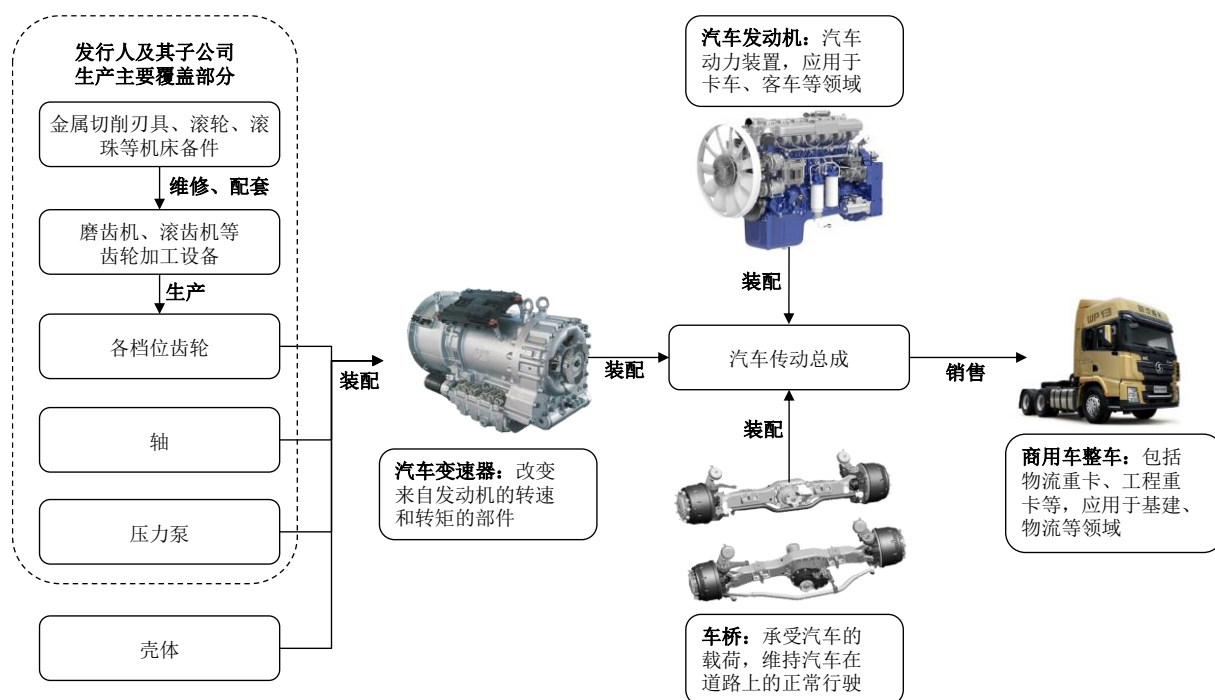 发行人及其子公司
生产主要覆盖部分
金属切削刃具、滚轮、滚
珠等机床备件
维修、配套
磨齿机、滚齿机等
齿轮加工设备
生产
各档位齿轮
轴
压力泵
壳体
装配
汽车变速器：改变
来自发动机的转速
和转矩的部件
装配
汽车发动机：汽车
动力装置，应用于
卡车、客车等领域
装配
汽车传动总成
装配
车桥：承受汽车的
载荷，维持汽车在
道路上的正常行驶
销售
WP13
商用车整车：包括
物流重卡、工程重
卡等，应用于基建、
物流等领域